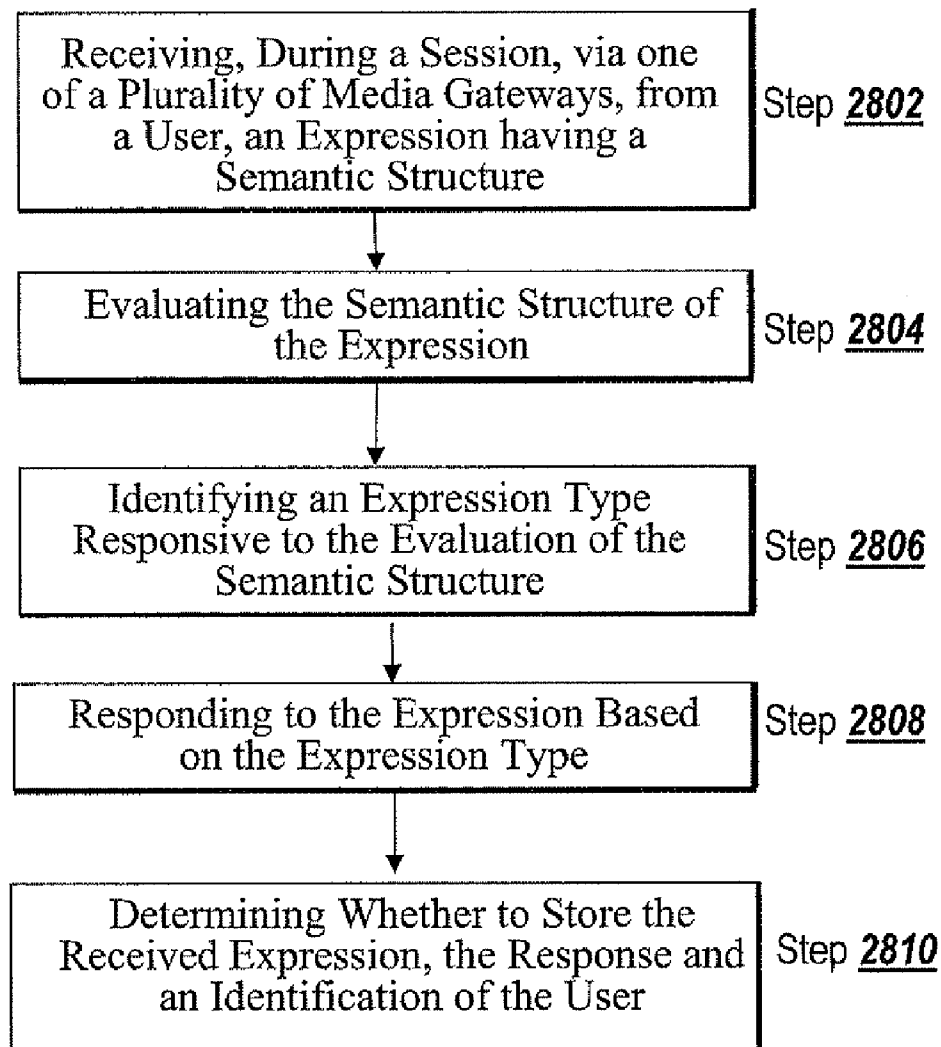 Receiving, During a Session, via one
of a Plurality of Media Gateways, from
a User, an Expression having a
Semantic Structure
Step 2802
Evaluating the Semantic Structure of
the Expression
Step 2804
Identifying an Expression Type
Responsive to the Evaluation of the
Semantic Structure
Step 2806
Responding to the Expression Based
on the Expression Type
Step 2808
Determining Whether to Store the
Received Expression, the Response and
an Identification of the User
Step 2810